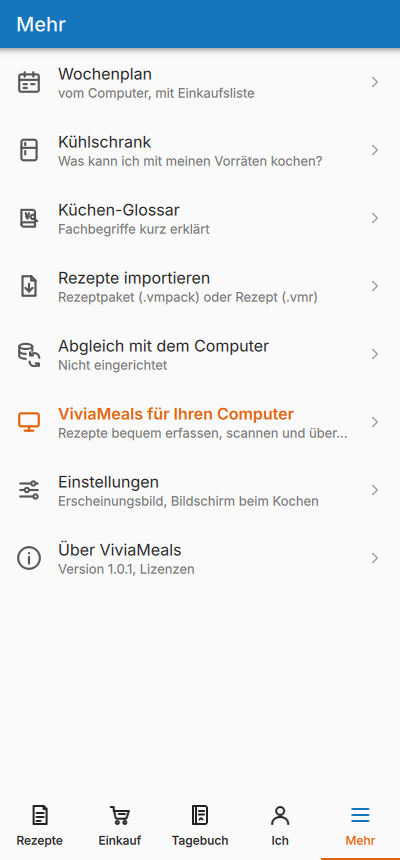 Mehr
Wochenplan
vom Computer, mit Einkaufsliste
Kühlschrank
Was kann ich mit meinen Vorräten kochen?
Küchen-Glossar
Fachbegriffe kurz erklärt
Rezepte importieren
Rezeptpaket (.vmpack) oder Rezept (.vmr)
Abgleich mit dem Computer
Nicht eingerichtet
ViviaMeals für Ihren Computer
Rezepte bequem erfassen, scannen und über...
Einstellungen
Erscheinungsbild, Bildschirm beim Kochen
Über ViviaMeals
Version 1.0.1, Lizenzen
Rezepte
Einkauf
Tagebuch
Ich
Mehr